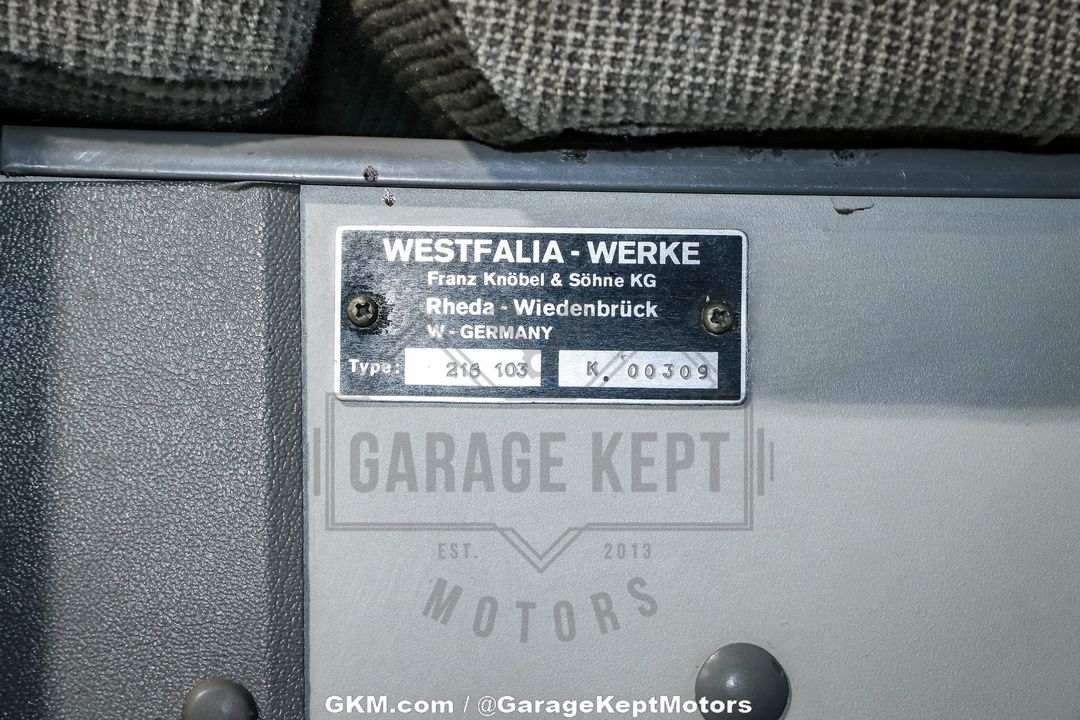 WESTFALIA - WERKE
Franz Knöbel & Söhne KG
Rheda - Wiedenbrück
W - GERMANY
Type: 216 103 K. 00309
GARAGE KEPT
EST. 2013
MOTORS
GKM.com / @GarageKeptMotors